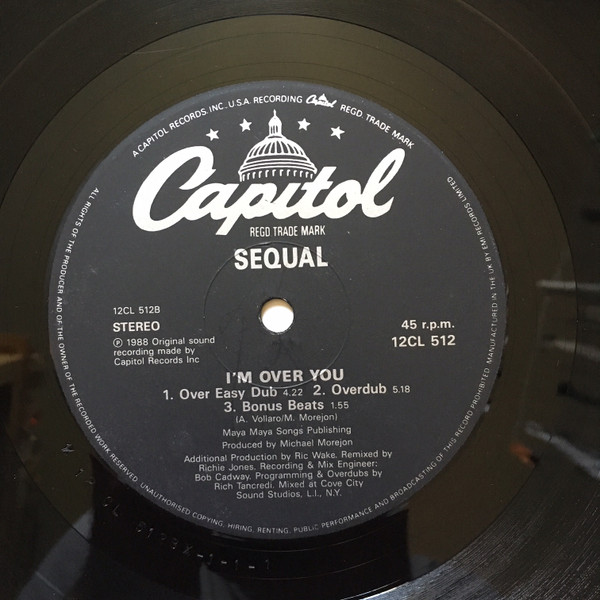 A CAPITOL RECORDS, INC. U.S.A. RECORDING Capitol REGD. TRADE MARK
Capitol
REGD TRADE MARK
SEQUAL
12CL 512B
STEREO
℗ 1988 Original sound
recording made by
Capitol Records Inc
45 r.p.m.
12CL 512
I'M OVER YOU
1. Over Easy Dub 4.22 2. Overdub 5.18
3. Bonus Beats 1.55
(A. Vollaro/M. Morejon)
Maya Maya Songs Publishing
Produced by Michael Morejon
Additional Production by Ric Wake. Remixed by
Richie Jones. Recording & Mix Engineer:
Bob Cadway. Programming & Overdubs by
Rich Tancredi. Mixed at Cove City
Sound Studios, L.I., N.Y.
ALL RIGHTS OF THE PRODUCER AND OF THE OWNER OF THE RECORDED WORK RESERVED. UNAUTHORISED COPYING, HIRING, RENTING, PUBLIC PERFORMANCE AND BROADCASTING OF THIS RECORD PROHIBITED. MANUFACTURED IN THE UK BY EMI RECORDS LIMITED